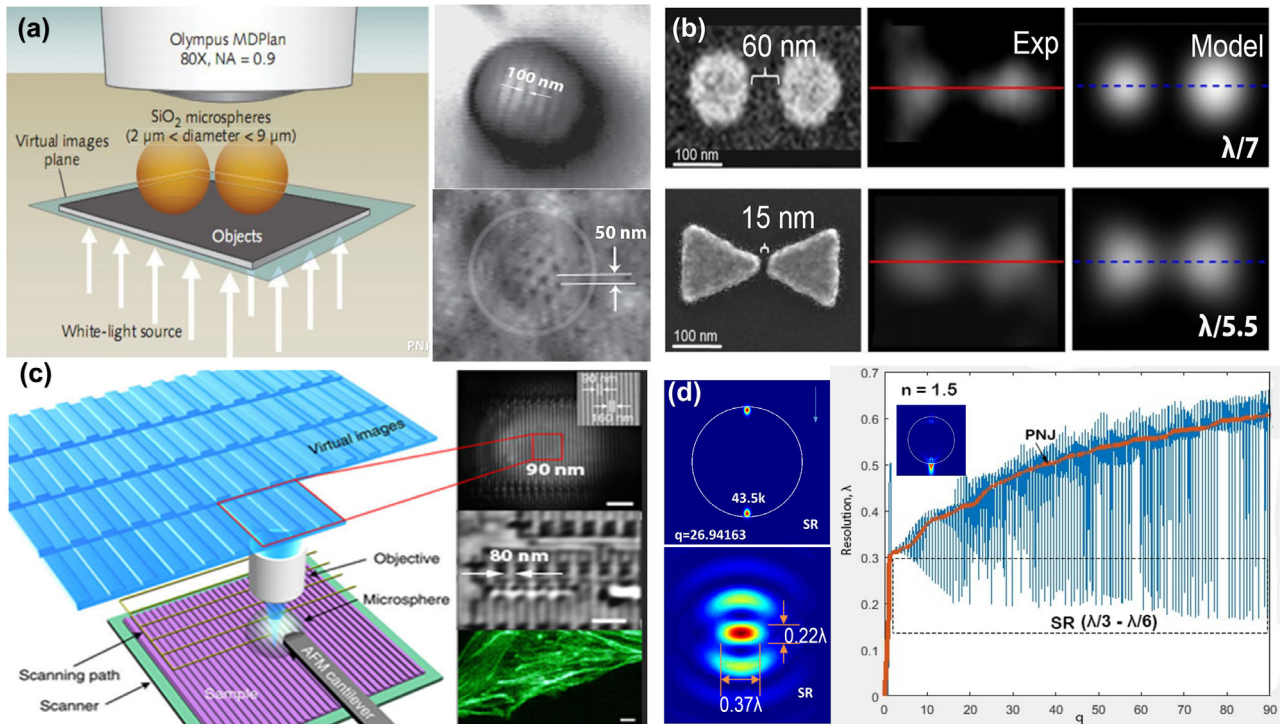 (a)
Olympus MDPlan
80X, NA = 0.9
SiO₂ microspheres
(2 μm < diameter < 9 μm)
Virtual images
plane
Objects
White-light source
PNJ
100 nm
50 nm
(b)
60 nm
100 nm
Exp
Model
λ/7
15 nm
100 nm
λ/5.5
(c)
Virtual images
Objective
Microsphere
Scanning path
Scanner
Sample
AFM cantilever
90 nm
160 nm
90 nm
80 nm
(d)
43.5k
q=26.94163
SR
0.22λ
0.37λ
SR
n = 1.5
PNJ
SR (λ/3 - λ/6)
Resolution, λ
0.7
0.6
0.5
0.4
0.3
0.2
0.1
0
0 10 20 30 40 50 60 70 80 90
q